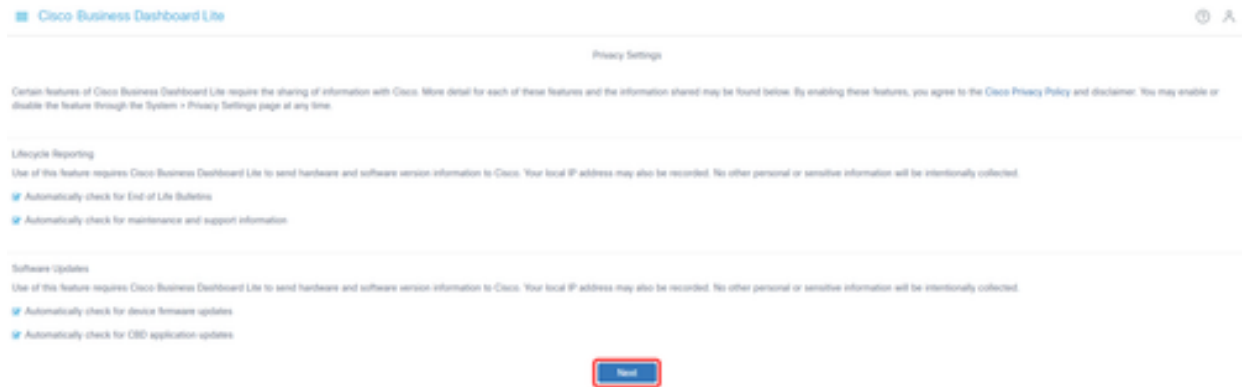 Cisco Business Dashboard Lite
Privacy Settings
Certain features of Cisco Business Dashboard Lite require the sharing of information with Cisco. More detail for each of these features and the information shared may be found below. By enabling these features, you agree to the Cisco Privacy Policy and disclaimer. You may enable or
disable the feature through the System > Privacy Settings page at any time.
Lifecycle Reporting
Use of this feature requires Cisco Business Dashboard Lite to send hardware and software version information to Cisco. Your local IP address may also be recorded. No other personal or sensitive information will be intentionally collected.
Automatically check for End of Life Bulletins
Automatically check for maintenance and support information
Software Updates
Use of this feature requires Cisco Business Dashboard Lite to send hardware and software version information to Cisco. Your local IP address may also be recorded. No other personal or sensitive information will be intentionally collected.
Automatically check for device firmware updates
Automatically check for CBD application updates
Next